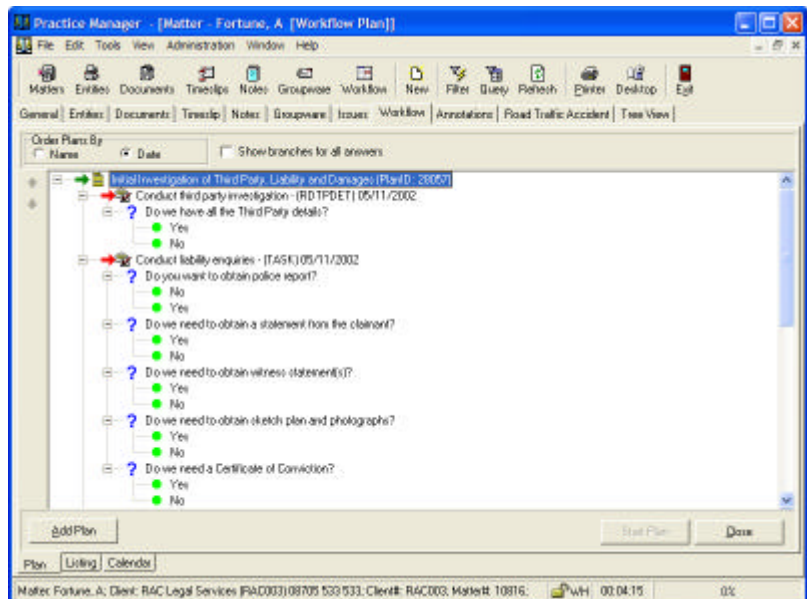 Practice Manager - [Matter - Fortune, A [Workflow Plan]]
File Edit Tools View Administration Window Help
Matters Entities Documents Timeslips Notes Groupware Workflow New Filter Query Refresh Printer Desktop Exit
General Entities Documents Timeslip Notes Groupware Issues Workflow Annotations Road Traffic Accident Tree View
Order Plans By
Name Date Show branches for all answers
Initial Investigation of Third Party, Liability and Damages (PlanID : 28057)
Conduct third party investigation - (RDTPDET) 05/11/2002
? Do we have all the Third Party details?
Yes
No
Conduct liability enquiries - (TASK) 05/11/2002
? Do you want to obtain police report?
No
Yes
? Do we need to obtain a statement from the claimant?
Yes
No
? Do we need to obtain witness statement(s)?
Yes
No
? Do we need to obtain sketch plan and photographs?
Yes
No
? Do we need a Certificate of Conviction?
Yes
No
Add Plan Start Plan Close
Plan Listing Calendar
Matter: Fortune, A; Client: RAC Legal Services (RAC003) 08705 533 533; Client#: RAC003; Matter#: 10816; WH 00:04:15 0%